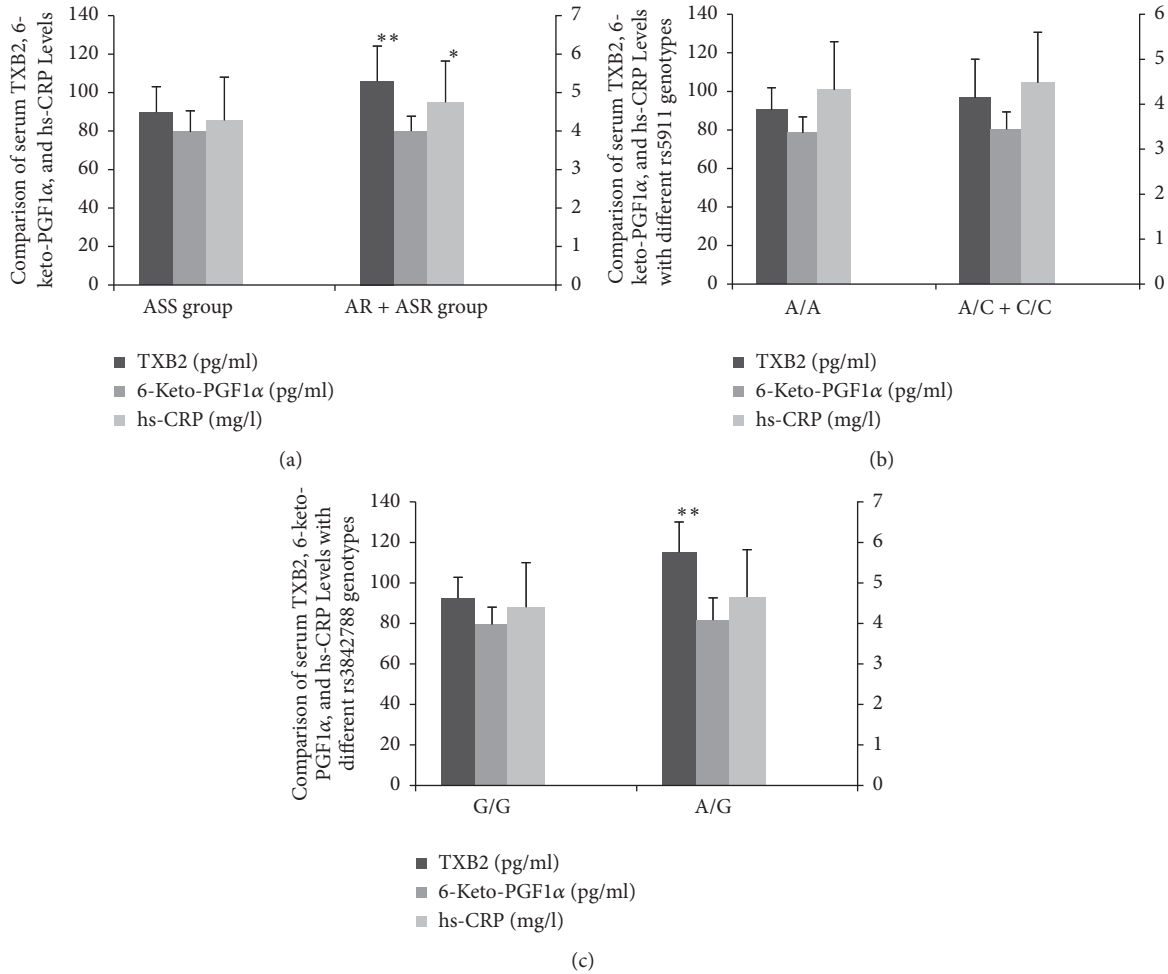 Comparison of serum TXB2, 6-
keto-PGF1α, and hs-CRP Levels
140
120
100
80
60
40
20
0
** *
7
6
5
4
3
2
1
0
ASS group AR + ASR group
TXB2 (pg/ml)
6-Keto-PGF1α (pg/ml)
hs-CRP (mg/l)
(a)
Comparison of serum TXB2, 6-
keto-PGF1α, and hs-CRP Levels
with different rs5911 genotypes
140
120
100
80
60
40
20
0
6
5
4
3
2
1
0
A/A A/C + C/C
TXB2 (pg/ml)
6-Keto-PGF1α (pg/ml)
hs-CRP (mg/l)
(b)
Comparison of serum TXB2, 6-keto-
PGF1α, and hs-CRP Levels with
different rs3842788 genotypes
140
120
100
80
60
40
20
0
**
7
6
5
4
3
2
1
0
G/G A/G
TXB2 (pg/ml)
6-Keto-PGF1α (pg/ml)
hs-CRP (mg/l)
(c)